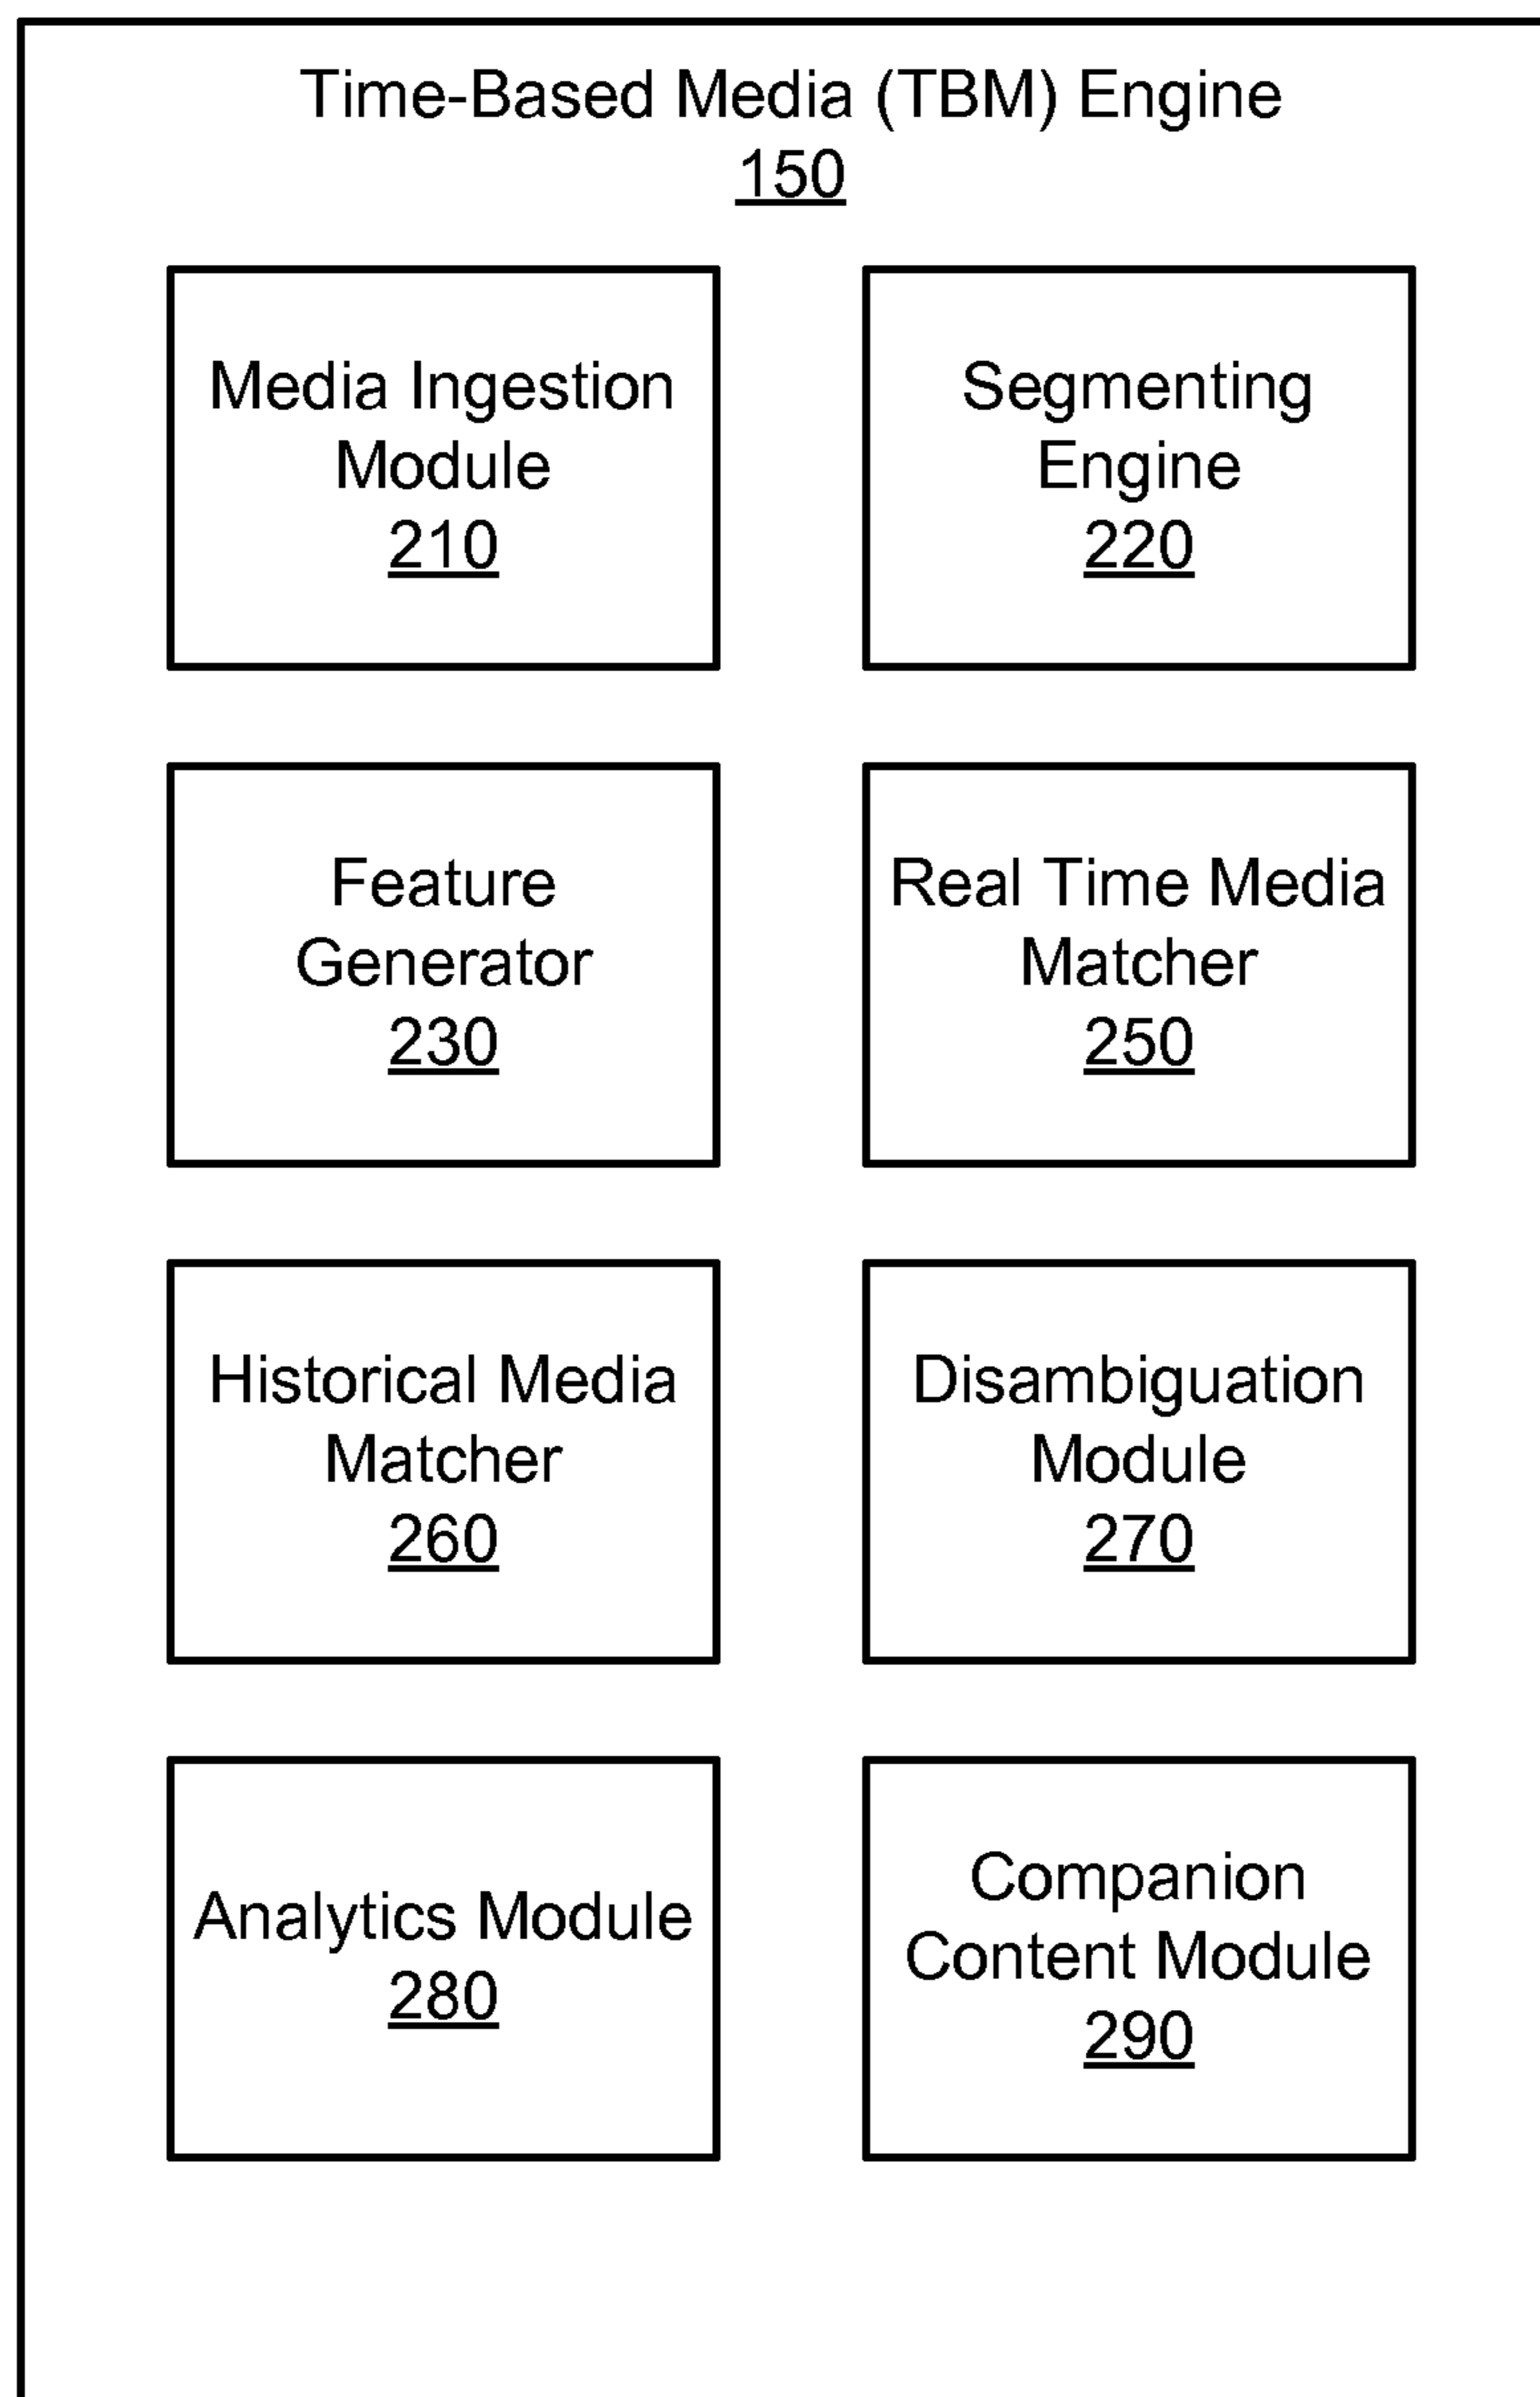 Time-Based Media (TBM) Engine
150
Media Ingestion
Module
210
Segmenting
Engine
220
Feature
Generator
230
Real Time Media
Matcher
250
Historical Media
Matcher
260
Disambiguation
Module
270
Analytics Module
280
Companion
Content Module
290